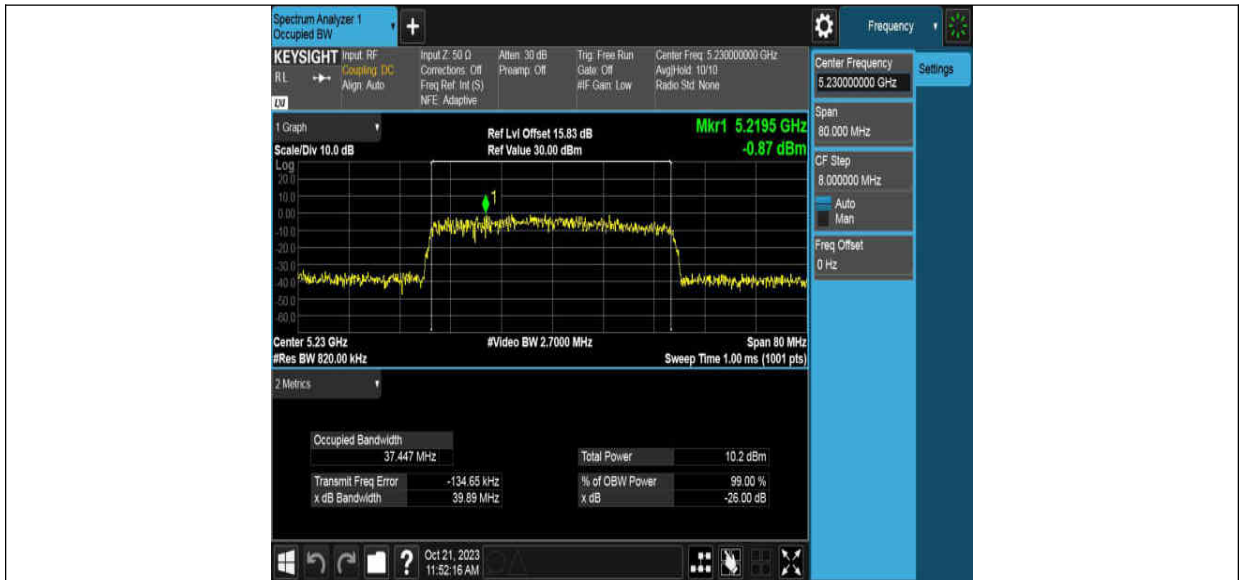 Spectrum Analyzer 1
Occupied BW
+
Frequency
KEYSIGHT
RL
LXI
Input: RF
Coupling: DC
Align: Auto
Input Z: 50 Ω
Corrections: Off
Freq Ref: Int (S)
NFE: Adaptive
Atten: 30 dB
Preamp: Off
Trig: Free Run
Gate: Off
#IF Gain: Low
Center Freq: 5.230000000 GHz
Avg|Hold: 10/10
Radio Std: None
Center Frequency
5.230000000 GHz
Settings
Span
80.000 MHz
CF Step
8.000000 MHz
Auto
Man
Freq Offset
0 Hz
1 Graph
Scale/Div 10.0 dB
Ref Lvl Offset 15.83 dB
Ref Value 30.00 dBm
Mkr1 5.2195 GHz
-0.87 dBm
Log
20.0
10.0
0.00
-10.0
-20.0
-30.0
-40.0
-50.0
-60.0
1
Center 5.23 GHz
#Video BW 2.7000 MHz
Span 80 MHz
#Res BW 820.00 kHz
Sweep Time 1.00 ms (1001 pts)
2 Metrics
Occupied Bandwidth
37.447 MHz
Total Power 10.2 dBm
Transmit Freq Error -134.65 kHz
% of OBW Power 99.00 %
x dB Bandwidth 39.89 MHz
x dB -26.00 dB
?
Oct 21, 2023
11:52:16 AM